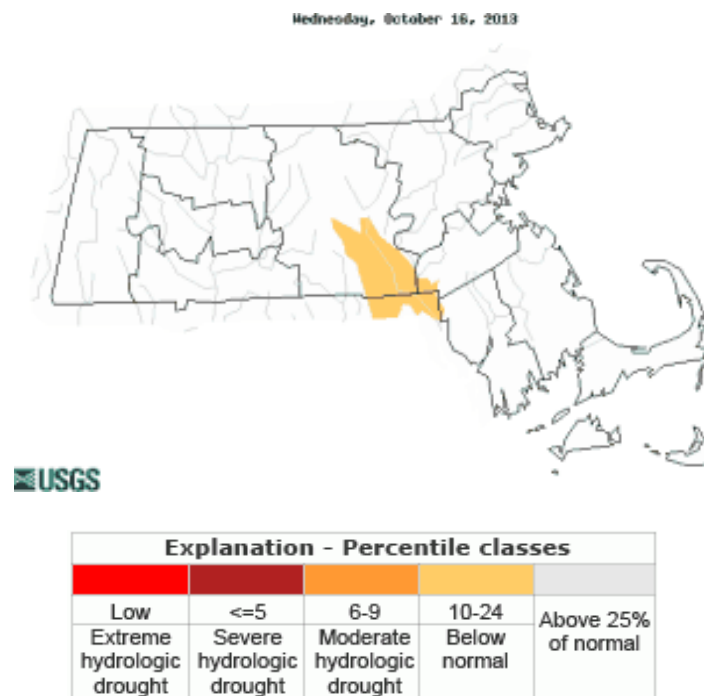 Wednesday, October 16, 2013
USGS
Explanation - Percentile classes
Low <=5 6-9 10-24 Above 25% of normal
Extreme hydrologic drought
Severe hydrologic drought
Moderate hydrologic drought
Below normal